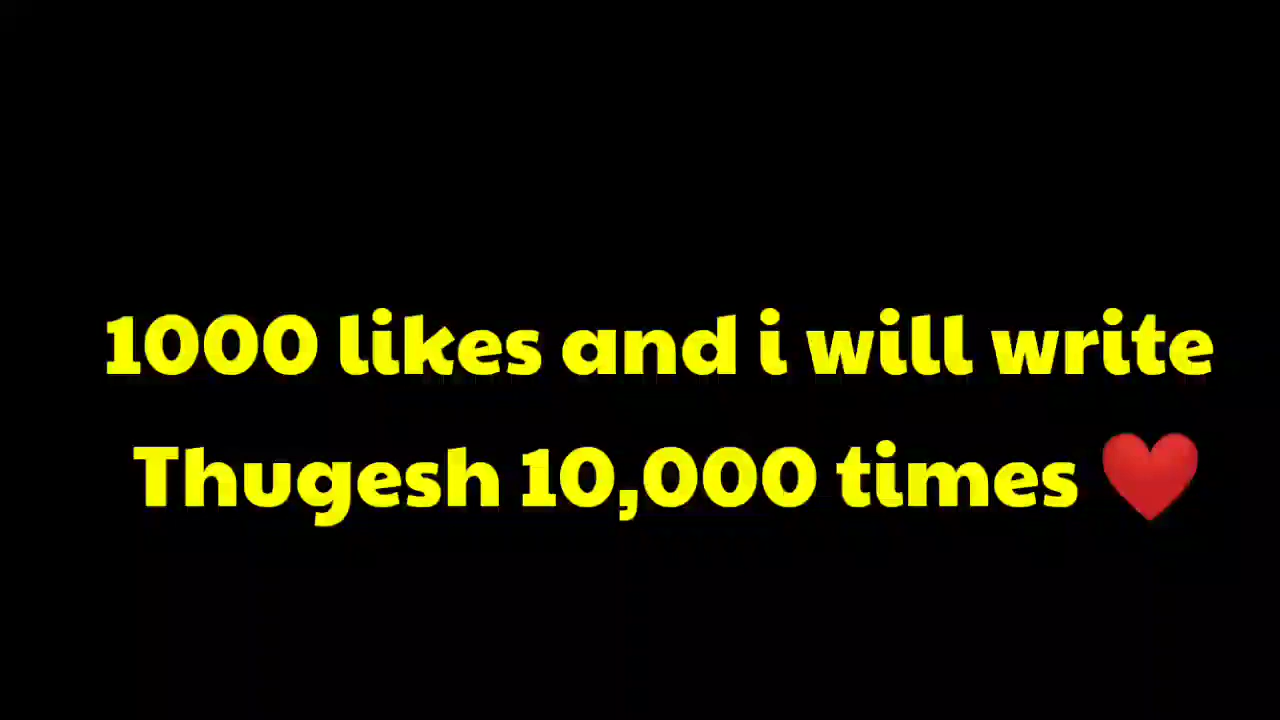 1000 likes and i will write
Thugesh 10,000 times ❤️